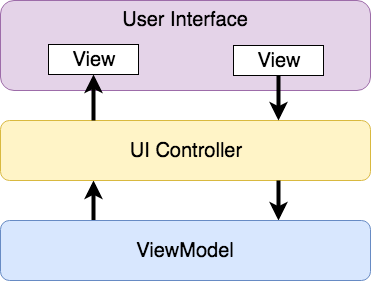 User Interface
View
View
UI Controller
ViewModel